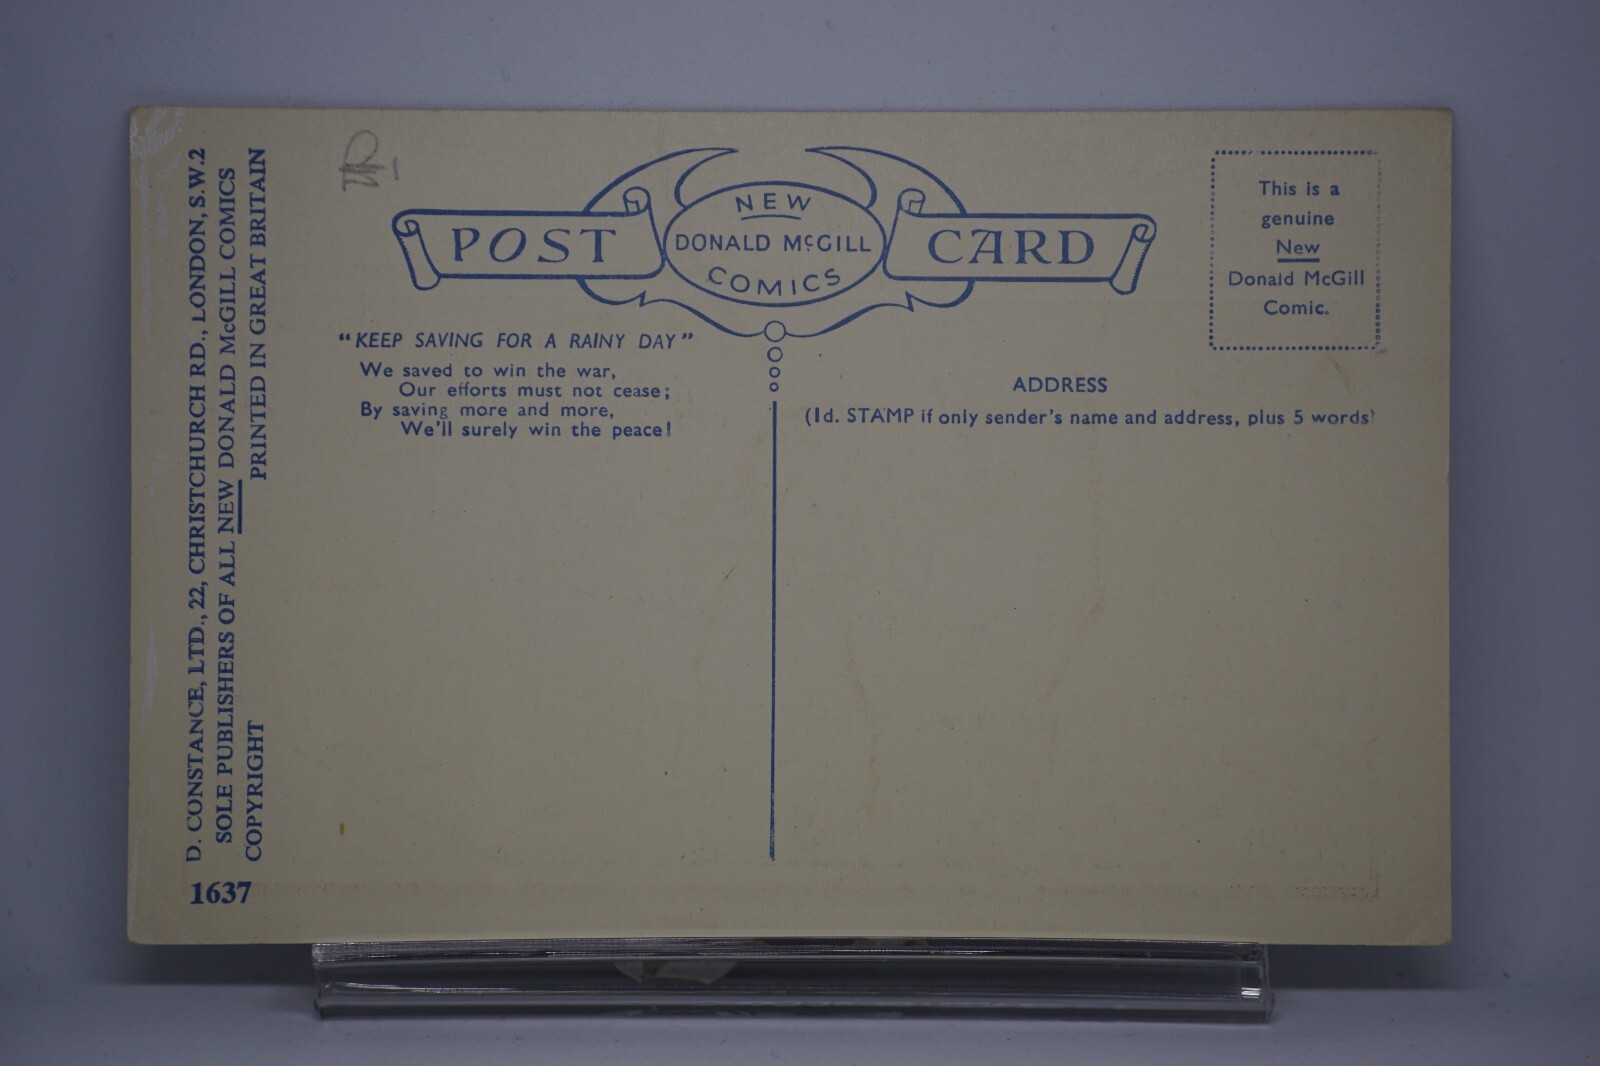 POST
NEW
DONALD McGILL
COMICS
CARD
This is a
genuine
New
Donald McGill
Comic.
"KEEP SAVING FOR A RAINY DAY"
We saved to win the war,
Our efforts must not cease;
By saving more and more,
We'll surely win the peace!
ADDRESS
(1d. STAMP if only sender's name and address, plus 5 words)
D. CONSTANCE, LTD., 22, CHRISTCHURCH RD., LONDON, S.W.2
SOLE PUBLISHERS OF ALL NEW DONALD McGILL COMICS
COPYRIGHT PRINTED IN GREAT BRITAIN
1637